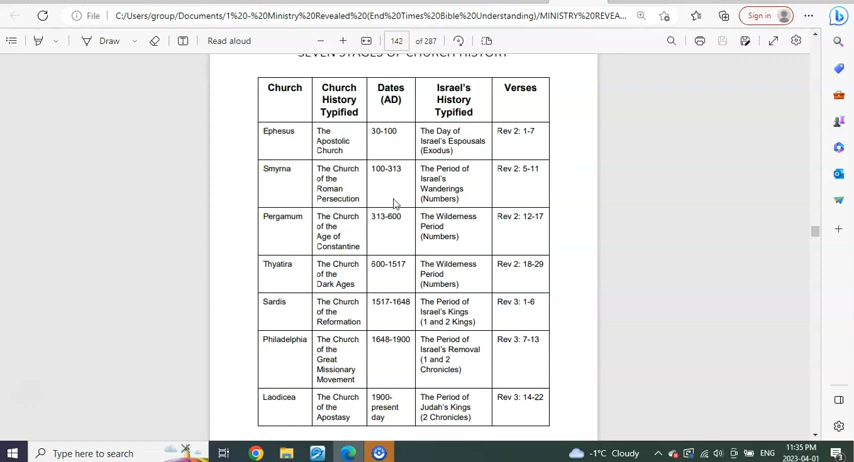 File
C:/Users/group/Documents/1%20-%20Ministry%20Revealed%20(End%20Times%20Bible%20Understanding)/MINISTRY%20REVEA...
Sign in
Draw
Read aloud
142
of 287
SEVEN STAGES OF CHURCH HISTORY
Church
Church
History
Typified
Dates
(AD)
Israel's
History
Typified
Verses
Ephesus
The
Apostolic
Church
30-100
The Day of
Israel's Espousals
(Exodus)
Rev 2: 1-7
Smyrna
The Church
of the
Roman
Persecution
100-313
The Period of
Israel's
Wanderings
(Numbers)
Rev 2: 5-11
Pergamum
The Church
of the
Age of
Constantine
313-600
The Wilderness
Period
(Numbers)
Rev 2: 12-17
Thyatira
The Church
of the
Dark Ages
600-1517
The Wilderness
Period
(Numbers)
Rev 2: 18-29
Sardis
The Church
of the
Reformation
1517-1648
The Period of
Israel's Kings
(1 and 2 Kings)
Rev 3: 1-6
Philadelphia
The Church
of the
Great
Missionary
Movement
1648-1900
The Period of
Israel's Removal
(1 and 2
Chronicles)
Rev 3: 7-13
Laodicea
The Church
of the
Apostasy
1900-
present
day
The Period of
Judah's Kings
(2 Chronicles)
Rev 3: 14-22
Type here to search
-1°C Cloudy
ENG
11:35 PM
2023-04-01